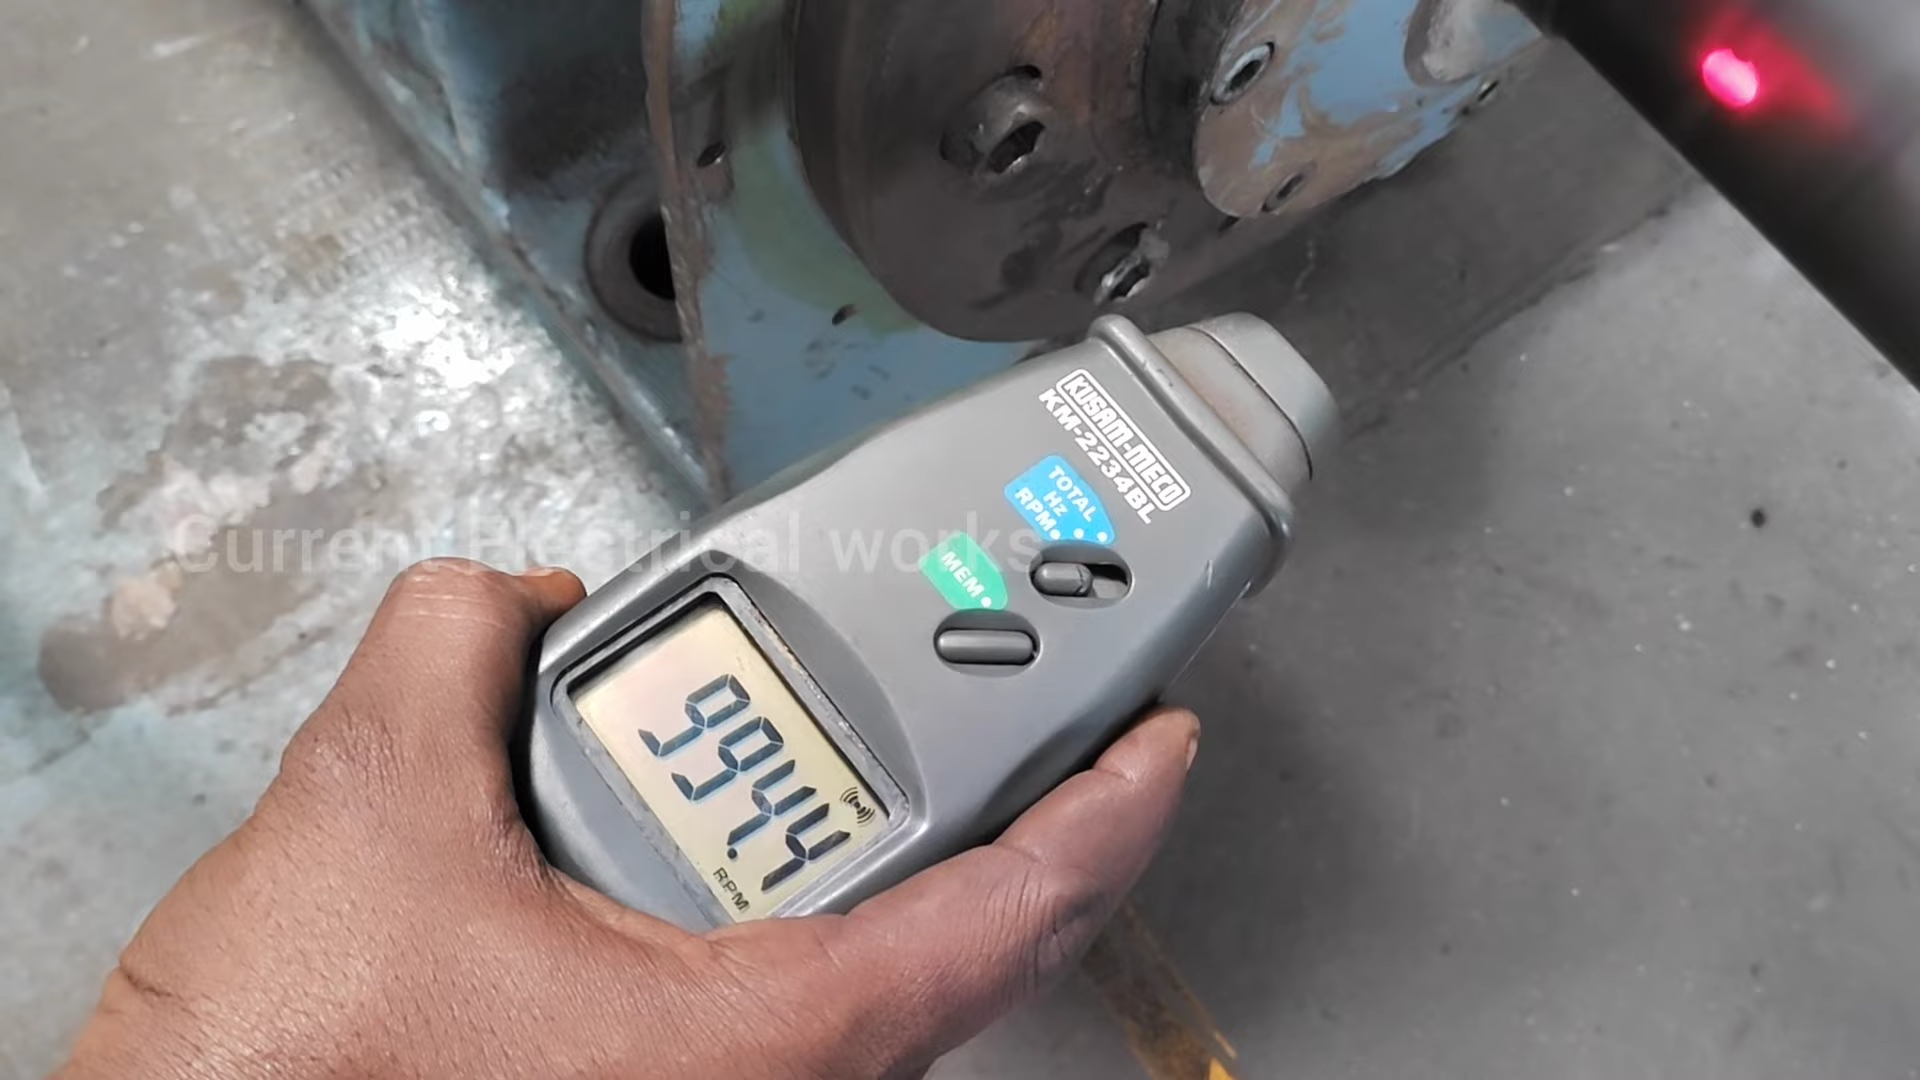 KUSAM-MECO
KM-2234BL
TOTAL
Hz
RPM
MEM
Current Electrical works
994.4
RPM